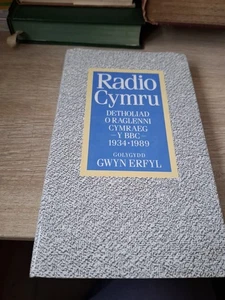 Radio
Cymru
DETHOLIAD
O RAGLENNI
CYMRAEG
–Y BBC–
1934-1989
GOLYGYDD
GWYN ERFYL